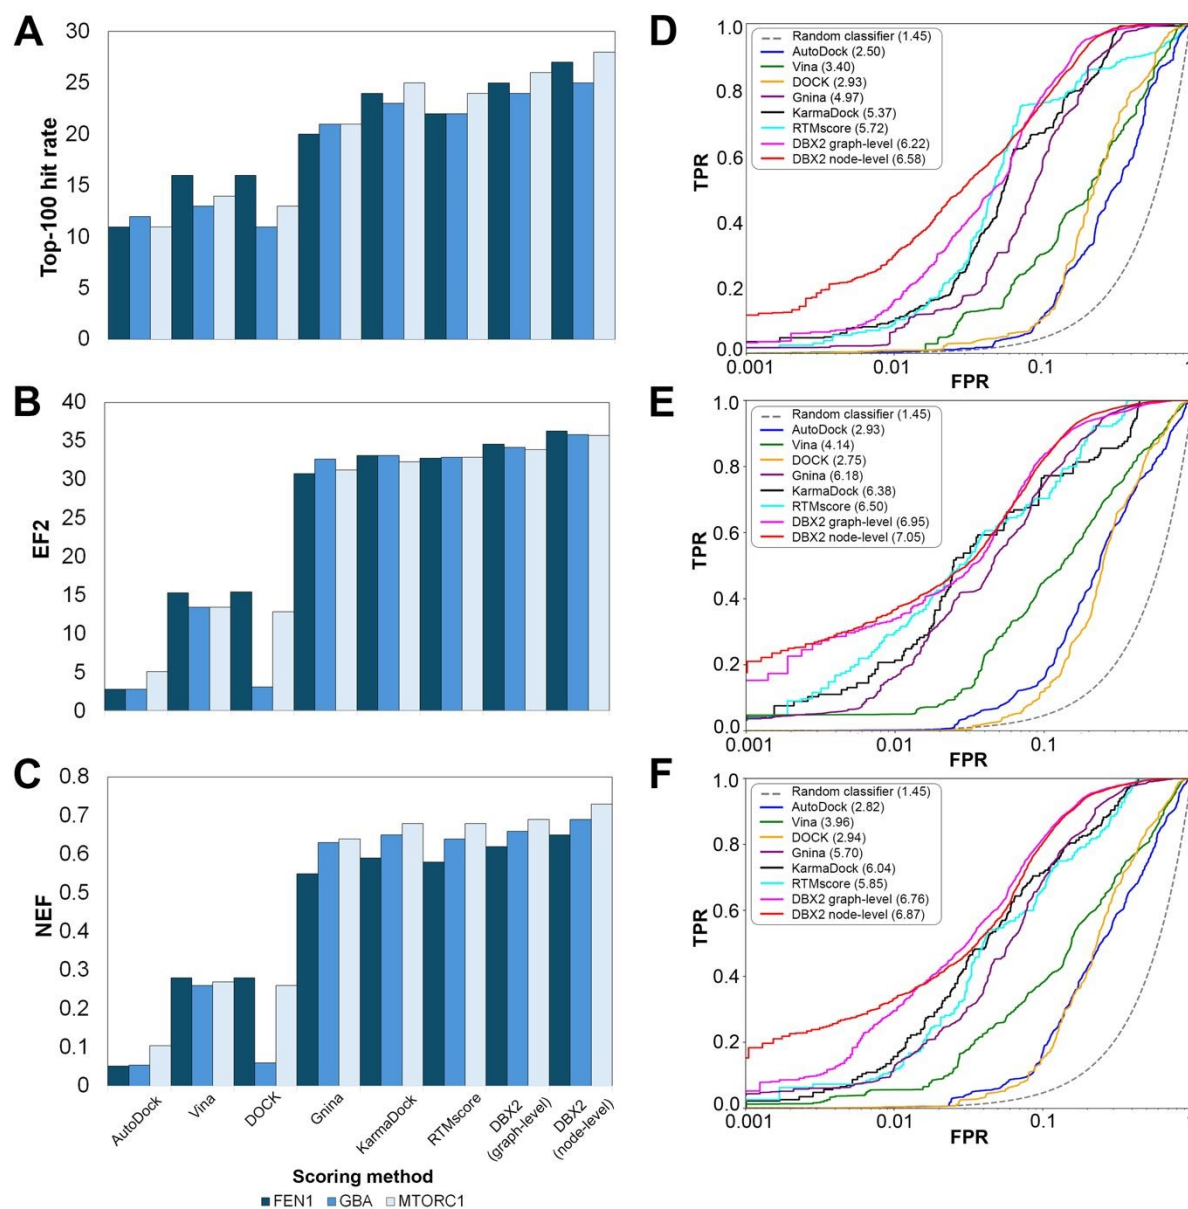 A
Top-100 hit rate
30
25
20
15
10
5
0
B
EF2
40
35
30
25
20
15
10
5
0
C
NEF
0.8
0.7
0.6
0.5
0.4
0.3
0.2
0.1
0
AutoDock
Vina
DOCK
Gnina
KarmaDock
RTMscore
DBX2
(graph-level)
DBX2
(node-level)
Scoring method
FEN1 GBA MTORC1
D
TPR
1.0
0.8
0.6
0.4
0.2
0.0
Random classifier (1.45)
AutoDock (2.50)
Vina (3.40)
DOCK (2.93)
Gnina (4.97)
KarmaDock (5.37)
RTMscore (5.72)
DBX2 graph-level (6.22)
DBX2 node-level (6.58)
0.001 0.01 0.1 1
FPR
E
TPR
1.0
0.8
0.6
0.4
0.2
0.0
Random classifier (1.45)
AutoDock (2.93)
Vina (4.14)
DOCK (2.75)
Gnina (6.18)
KarmaDock (6.38)
RTMscore (6.50)
DBX2 graph-level (6.95)
DBX2 node-level (7.05)
0.001 0.01 0.1 1
FPR
F
TPR
1.0
0.8
0.6
0.4
0.2
0.0
Random classifier (1.45)
AutoDock (2.82)
Vina (3.96)
DOCK (2.94)
Gnina (5.70)
KarmaDock (6.04)
RTMscore (5.85)
DBX2 graph-level (6.76)
DBX2 node-level (6.87)
0.001 0.01 0.1 1
FPR